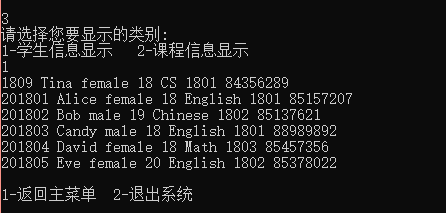 3
请选择您要显示的类别:
1-学生信息显示 2-课程信息显示
1
1809 Tina female 18 CS 1801 84356289
201801 Alice female 18 English 1801 85157207
201802 Bob male 19 Chinese 1802 85137621
201803 Candy male 18 English 1801 88989892
201804 David female 18 Math 1803 85457356
201805 Eve female 20 English 1802 85378022
1-返回主菜单 2-退出系统